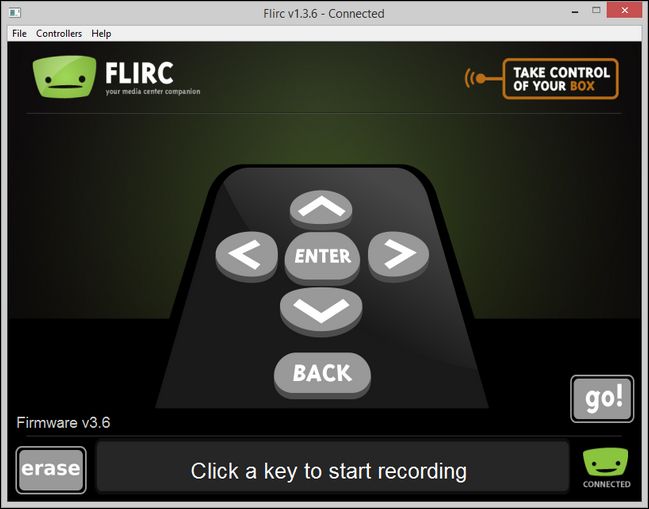 Flirc v1.3.6 - Connected
File Controllers Help
FLIRC
your media center companion
TAKE CONTROL
OF YOUR BOX
ENTER
BACK
go!
Firmware v3.6
erase
Click a key to start recording
CONNECTED